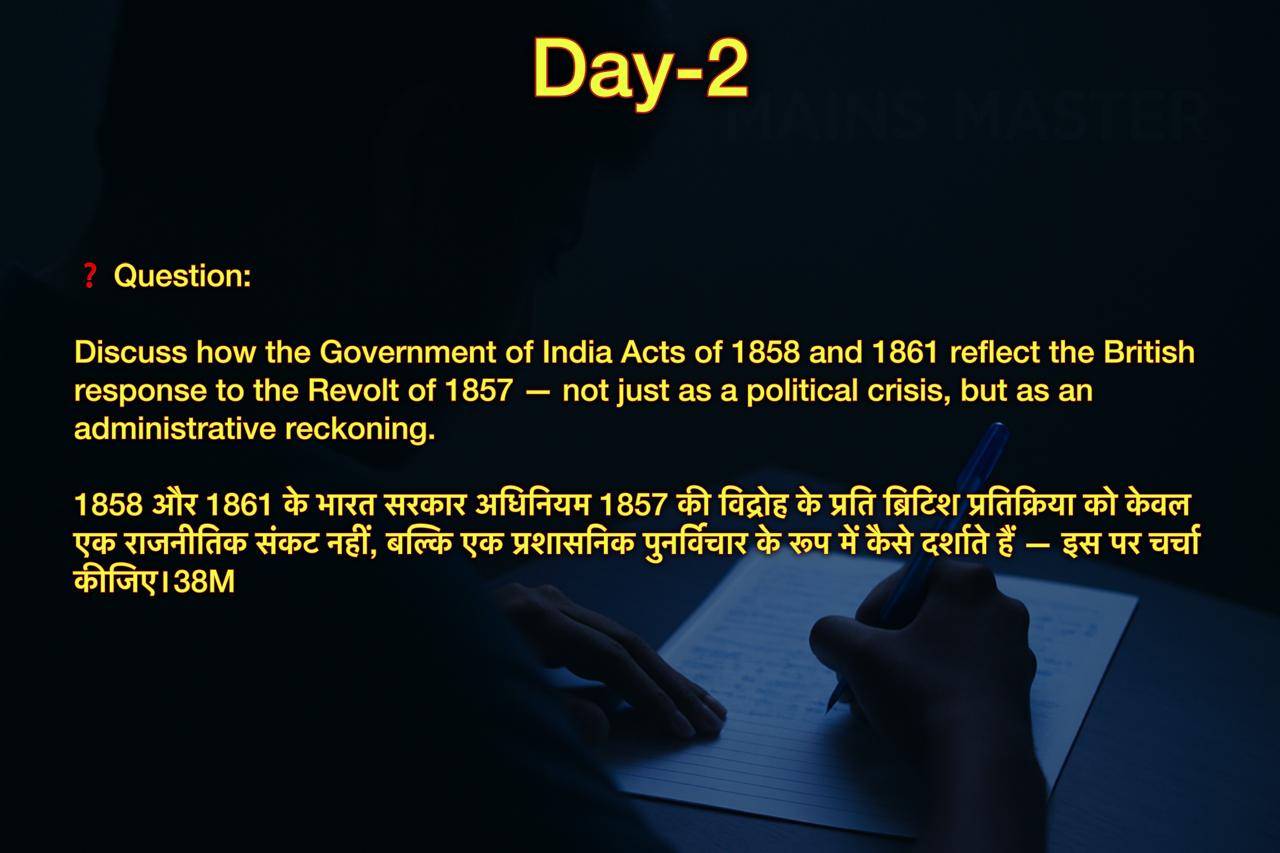 Day-2
MAINS MASTER
❓ Question:
Discuss how the Government of India Acts of 1858 and 1861 reflect the British
response to the Revolt of 1857 — not just as a political crisis, but as an
administrative reckoning.
1858 और 1861 के भारत सरकार अधिनियम 1857 की विद्रोह के प्रति ब्रिटिश प्रतिक्रिया को केवल
एक राजनीतिक संकट नहीं, बल्कि एक प्रशासनिक पुनर्विचार के रूप में कैसे दर्शाते हैं — इस पर चर्चा
कीजिए।38M